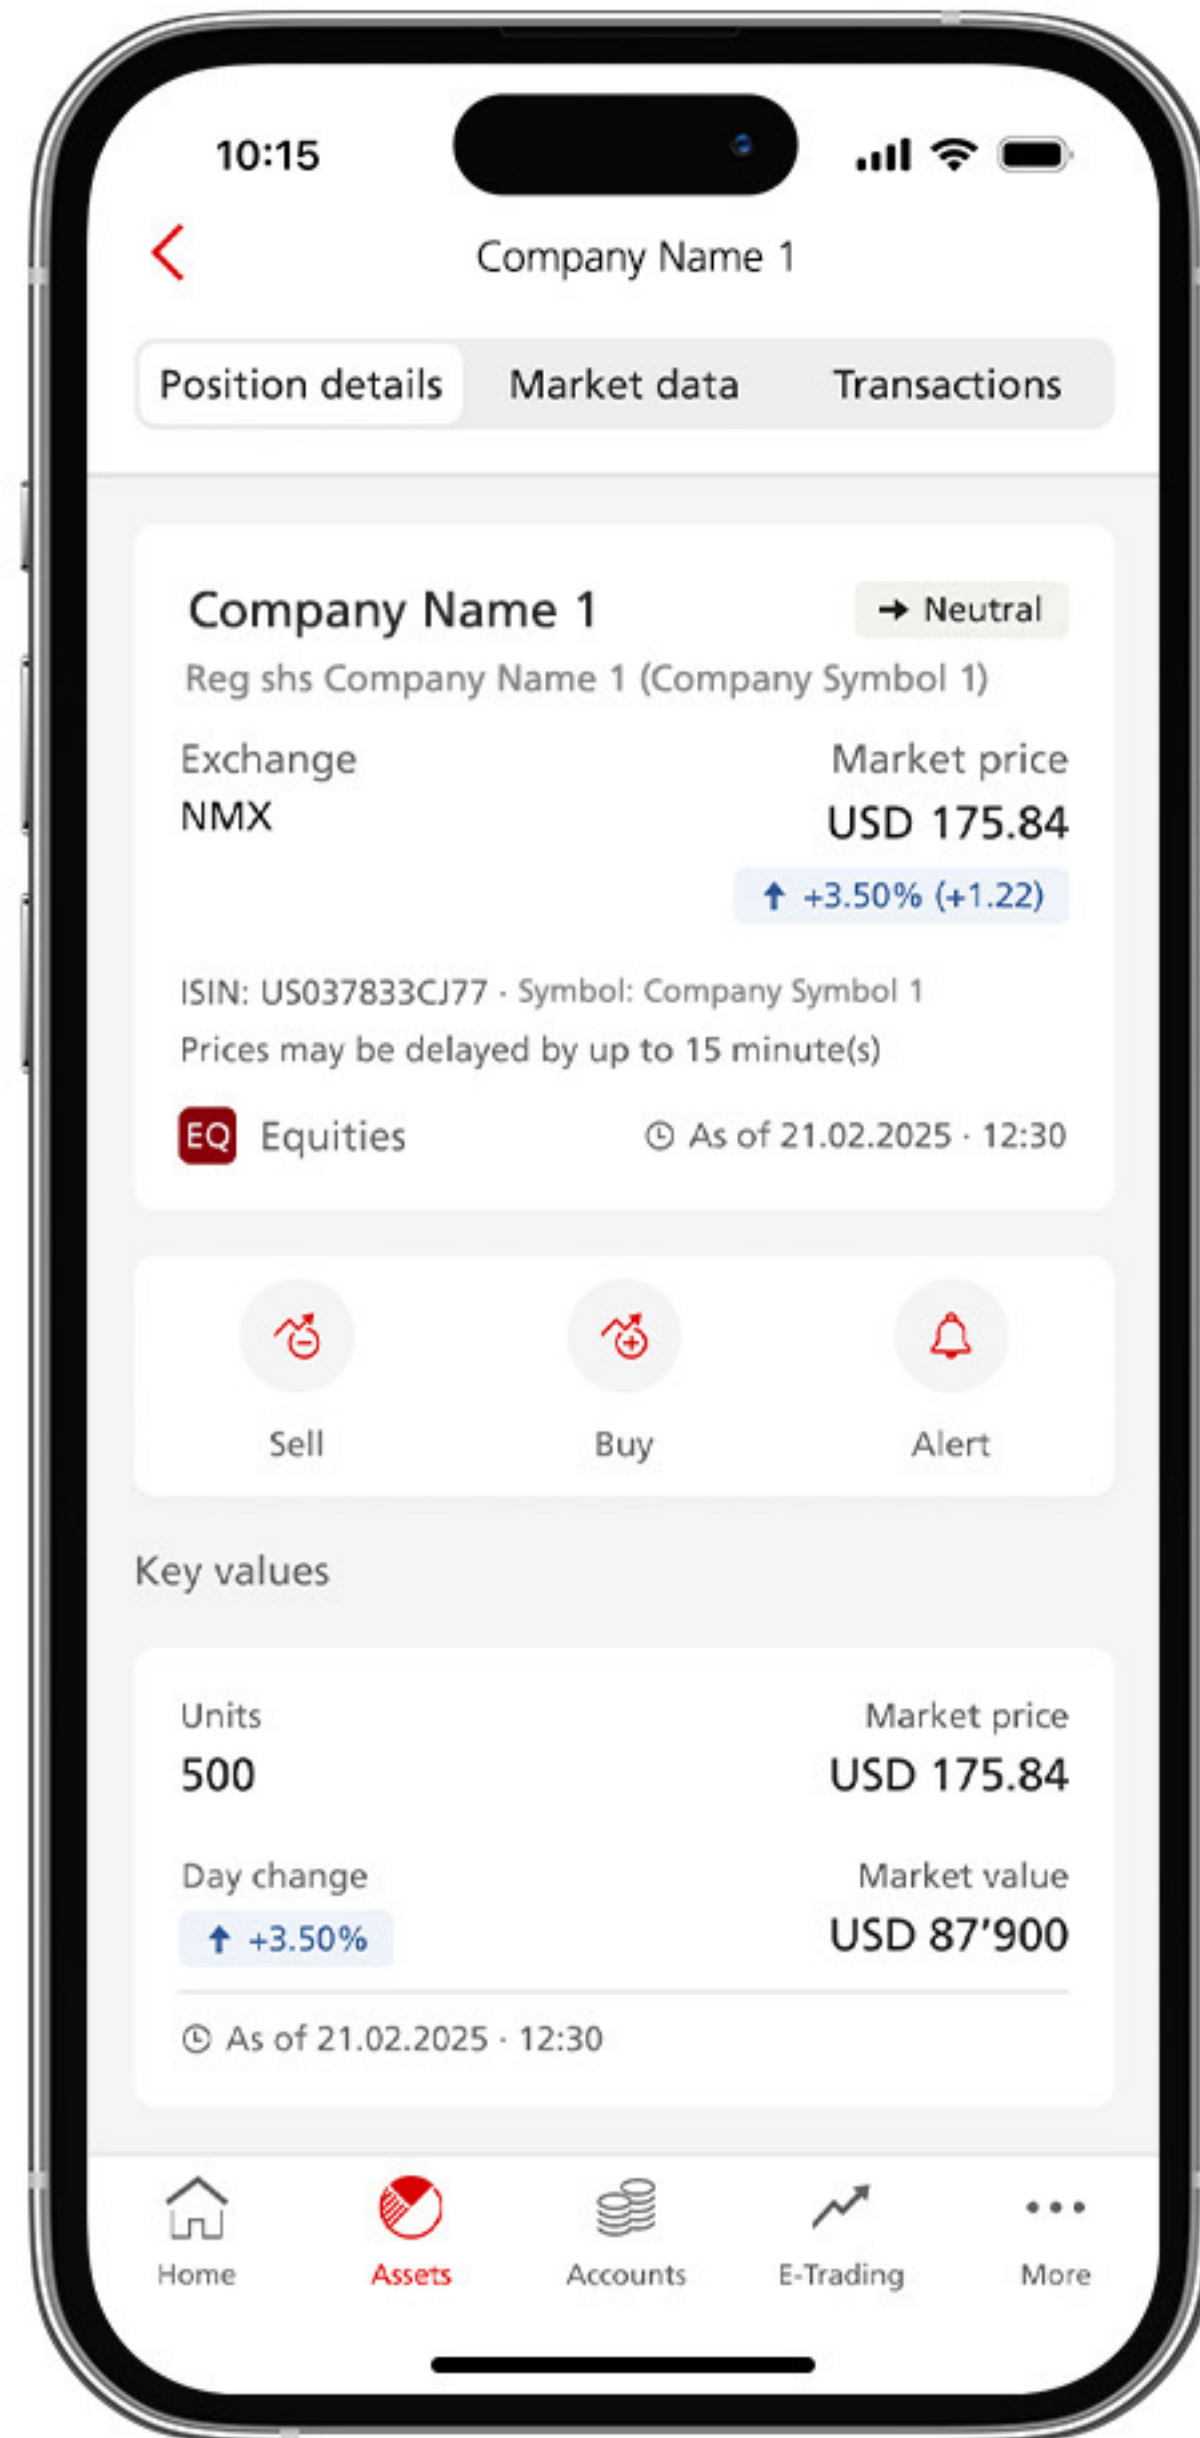 10:15
Company Name 1
Position details Market data Transactions
Company Name 1 → Neutral
Reg shs Company Name 1 (Company Symbol 1)
Exchange Market price
NMX USD 175.84
↑ +3.50% (+1.22)
ISIN: US037833CJ77 · Symbol: Company Symbol 1
Prices may be delayed by up to 15 minute(s)
EQ Equities As of 21.02.2025 · 12:30
Sell Buy Alert
Key values
Units Market price
500 USD 175.84
Day change Market value
↑ +3.50% USD 87’900
As of 21.02.2025 · 12:30
Home Assets Accounts E-Trading More